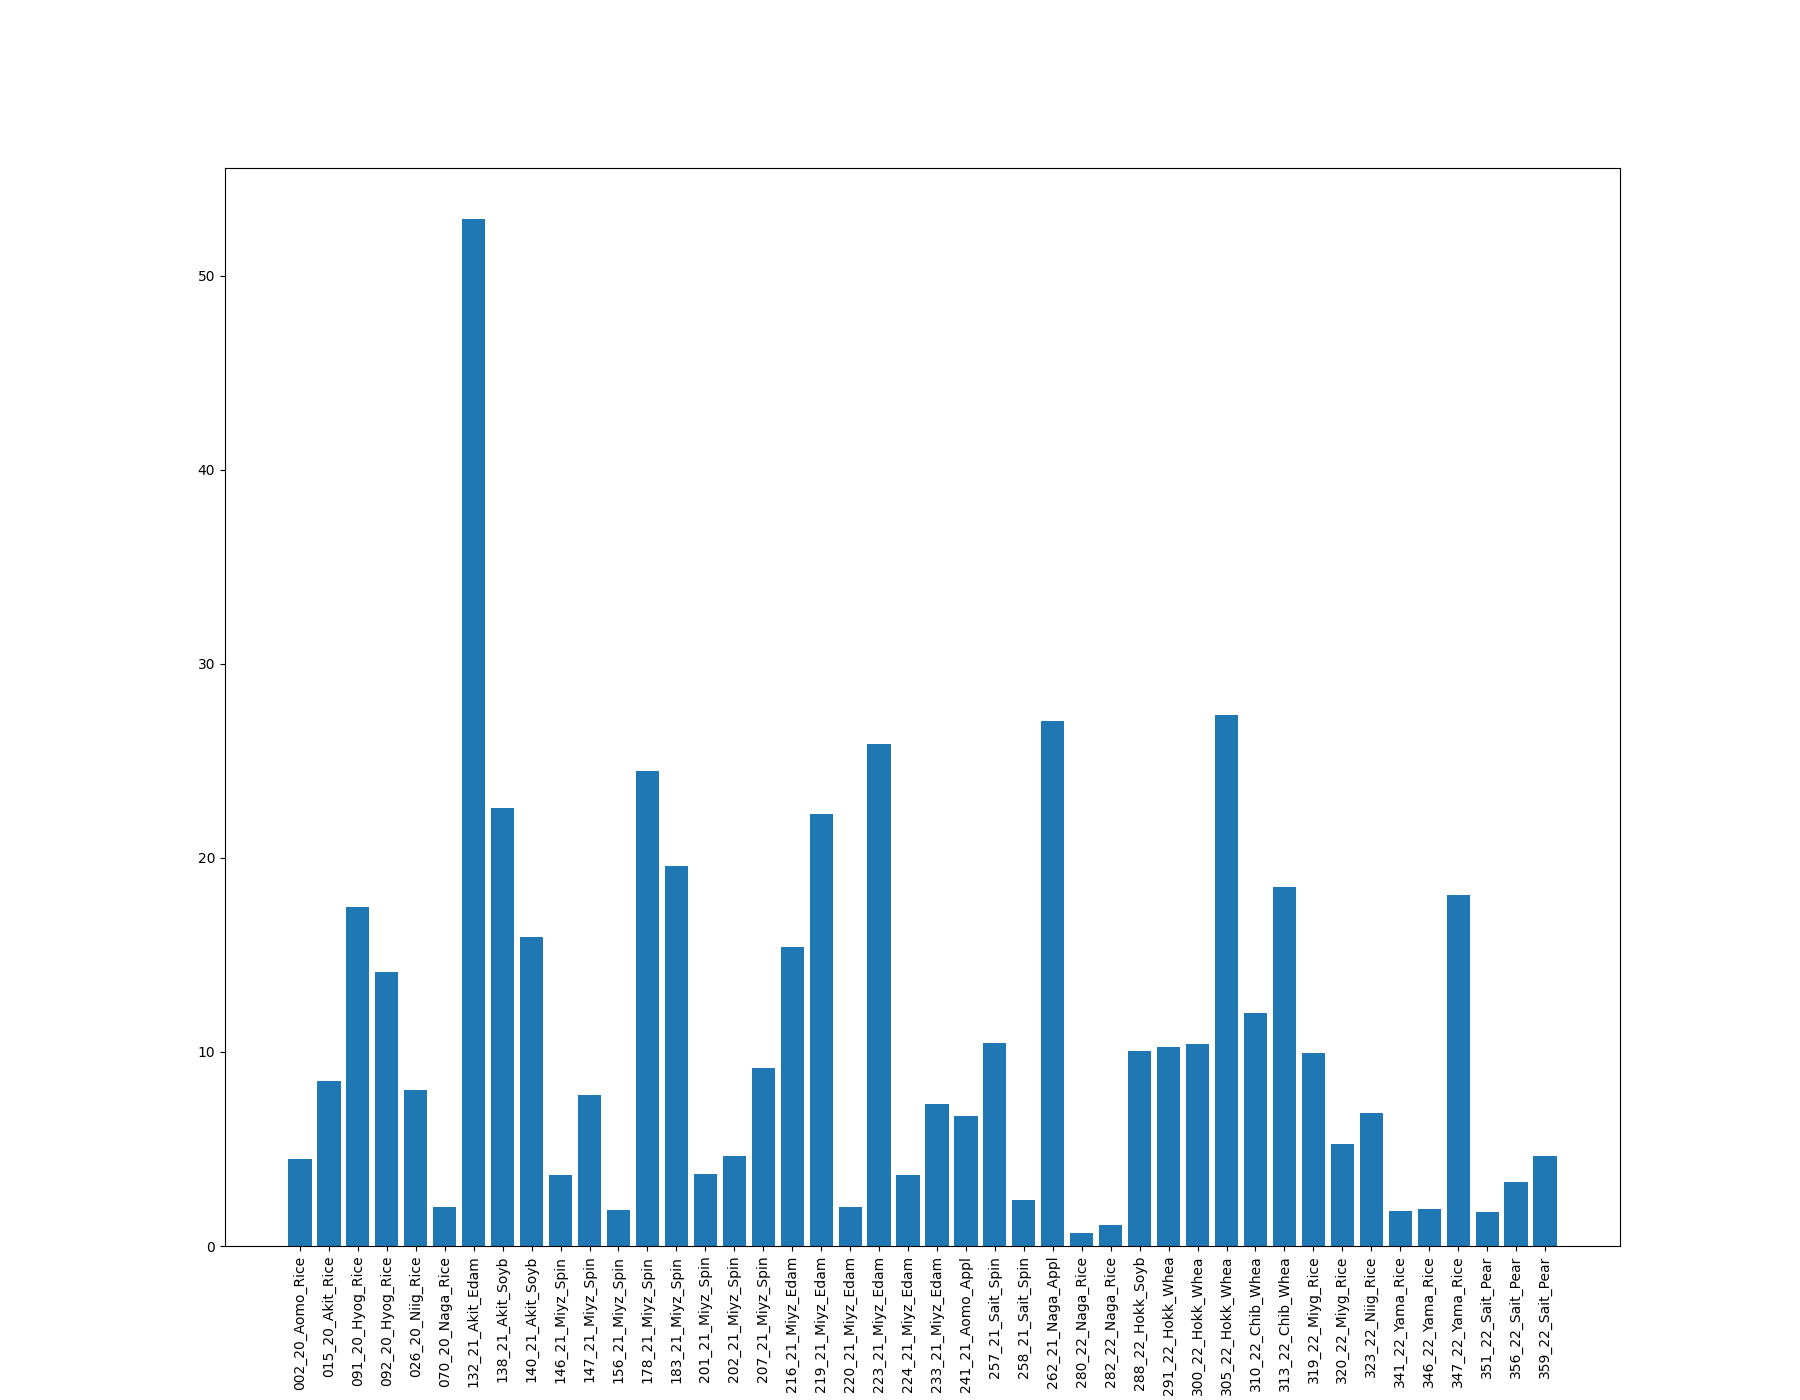 50
40
30
20
10
0
002_20_Aomo_Rice
015_20_Akit_Rice
091_20_Hyog_Rice
092_20_Hyog_Rice
026_20_Niig_Rice
070_20_Naga_Rice
132_21_Akit_Edam
138_21_Akit_Soyb
140_21_Akit_Soyb
146_21_Miyz_Spin
147_21_Miyz_Spin
156_21_Miyz_Spin
178_21_Miyz_Spin
183_21_Miyz_Spin
201_21_Miyz_Spin
202_21_Miyz_Spin
207_21_Miyz_Spin
216_21_Miyz_Edam
219_21_Miyz_Edam
220_21_Miyz_Edam
223_21_Miyz_Edam
224_21_Miyz_Edam
233_21_Miyz_Edam
241_21_Aomo_Appl
257_21_Sait_Spin
258_21_Sait_Spin
262_21_Naga_Appl
280_22_Naga_Rice
282_22_Naga_Rice
288_22_Hokk_Soyb
291_22_Hokk_Whea
300_22_Hokk_Whea
305_22_Hokk_Whea
310_22_Chib_Whea
313_22_Chib_Whea
319_22_Miyg_Rice
320_22_Miyg_Rice
323_22_Niig_Rice
341_22_Yama_Rice
346_22_Yama_Rice
347_22_Yama_Rice
351_22_Sait_Pear
356_22_Sait_Pear
359_22_Sait_Pear